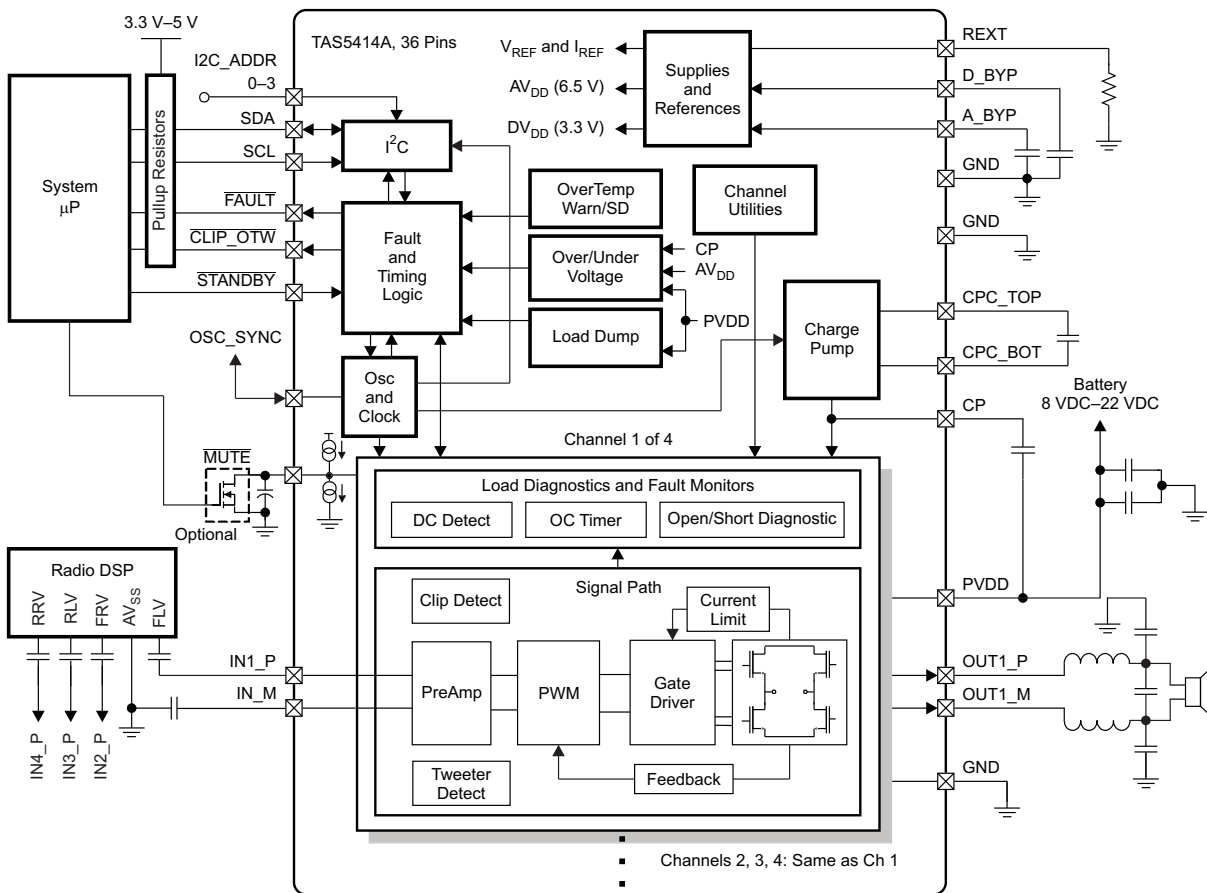 3.3 V–5 V
TAS5414A, 36 Pins
REXT
I2C_ADDR
0–3
V_REF and I_REF
Supplies
and
References
D_BYP
AV_DD (6.5 V)
A_BYP
DV_DD (3.3 V)
SDA
SCL
I²C
System
µP
Pullup Resistors
GND
FAULT
OverTemp
Warn/SD
Channel
Utilities
GND
CLIP_OTW
Fault
and
Timing
Logic
Over/Under
Voltage
CP
AV_DD
STANDBY
CPC_TOP
OSC_SYNC
Load Dump
PVDD
Charge
Pump
CPC_BOT
Osc
and
Clock
Battery
8 VDC–22 VDC
CP
Channel 1 of 4
MUTE
Optional
Load Diagnostics and Fault Monitors
DC Detect
OC Timer
Open/Short Diagnostic
Radio DSP
RRV
RLV
FRV
AV_SS
FLV
Signal Path
PVDD
Clip Detect
Current
Limit
IN1_P
IN_M
PreAmp
PWM
Gate
Driver
OUT1_P
OUT1_M
IN4_P
IN3_P
IN2_P
Tweeter
Detect
Feedback
GND
Channels 2, 3, 4: Same as Ch 1